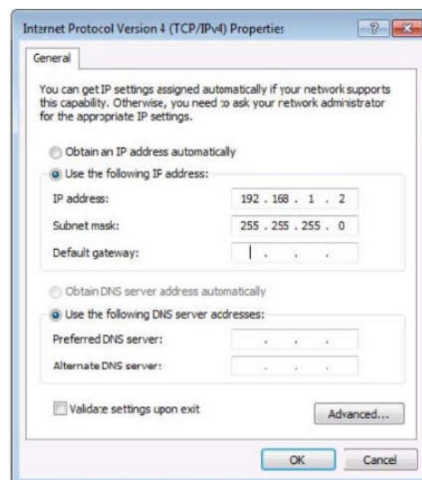 Internet Protocol Version 4 (TCP/IPv4) Properties
General
You can get IP settings assigned automatically if your network supports
this capability. Otherwise, you need to ask your network administrator
for the appropriate IP settings.
Obtain an IP address automatically
Use the following IP address:
IP address: 192 . 168 . 1 . 2
Subnet mask: 255 . 255 . 255 . 0
Default gateway: . . .
Obtain DNS server address automatically
Use the following DNS server addresses:
Preferred DNS server: . . .
Alternate DNS server: . . .
Validate settings upon exit
Advanced...
OK Cancel